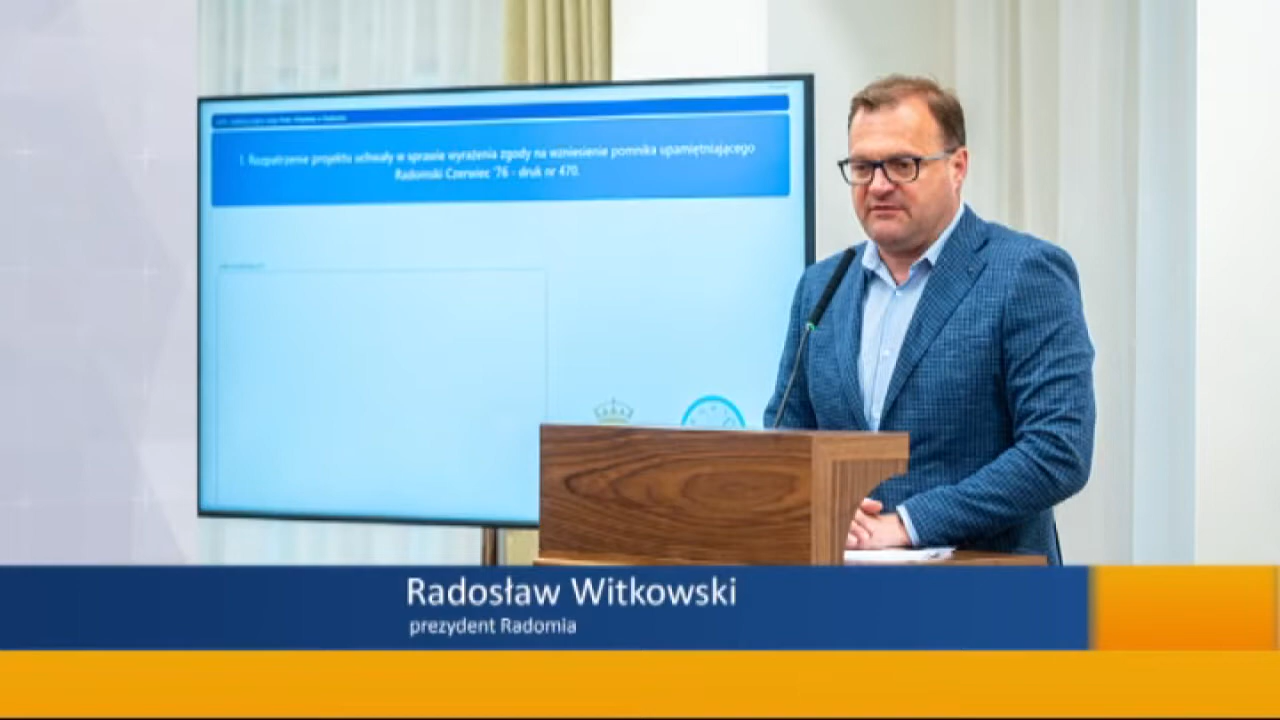 1. Rozpatrzenie projektu uchwały w sprawie wyrażenia zgody na wzniesienie pomnika upamiętniającego
Radomski Czerwiec '76 - druk nr 470.
Radosław Witkowski
prezydent Radomia